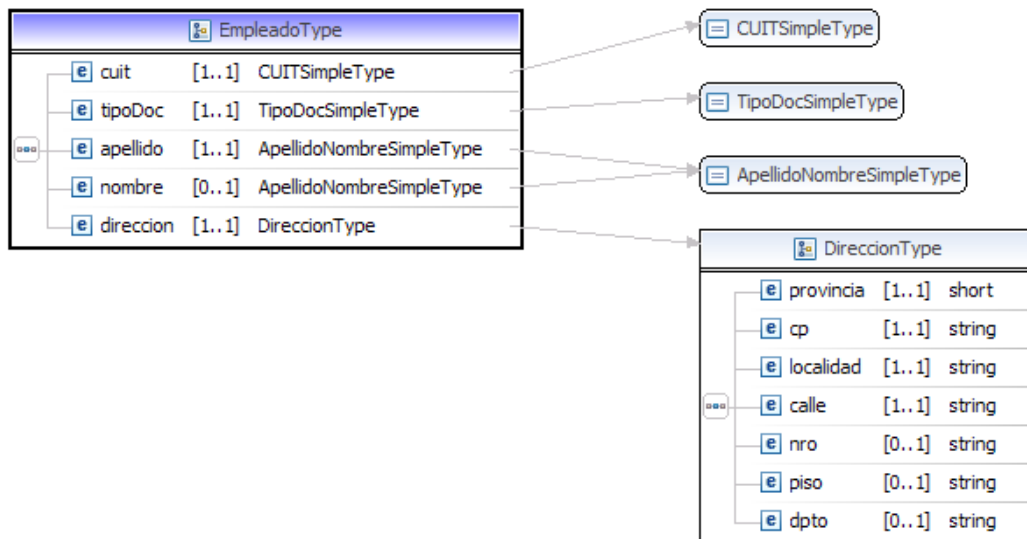 EmpleadoType
e cuit [1..1] CUITSimpleType
e tipoDoc [1..1] TipoDocSimpleType
e apellido [1..1] ApellidoNombreSimpleType
e nombre [0..1] ApellidoNombreSimpleType
e direccion [1..1] DireccionType
CUITSimpleType
TipoDocSimpleType
ApellidoNombreSimpleType
DireccionType
e provincia [1..1] short
e cp [1..1] string
e localidad [1..1] string
e calle [1..1] string
e nro [0..1] string
e piso [0..1] string
e dpto [0..1] string